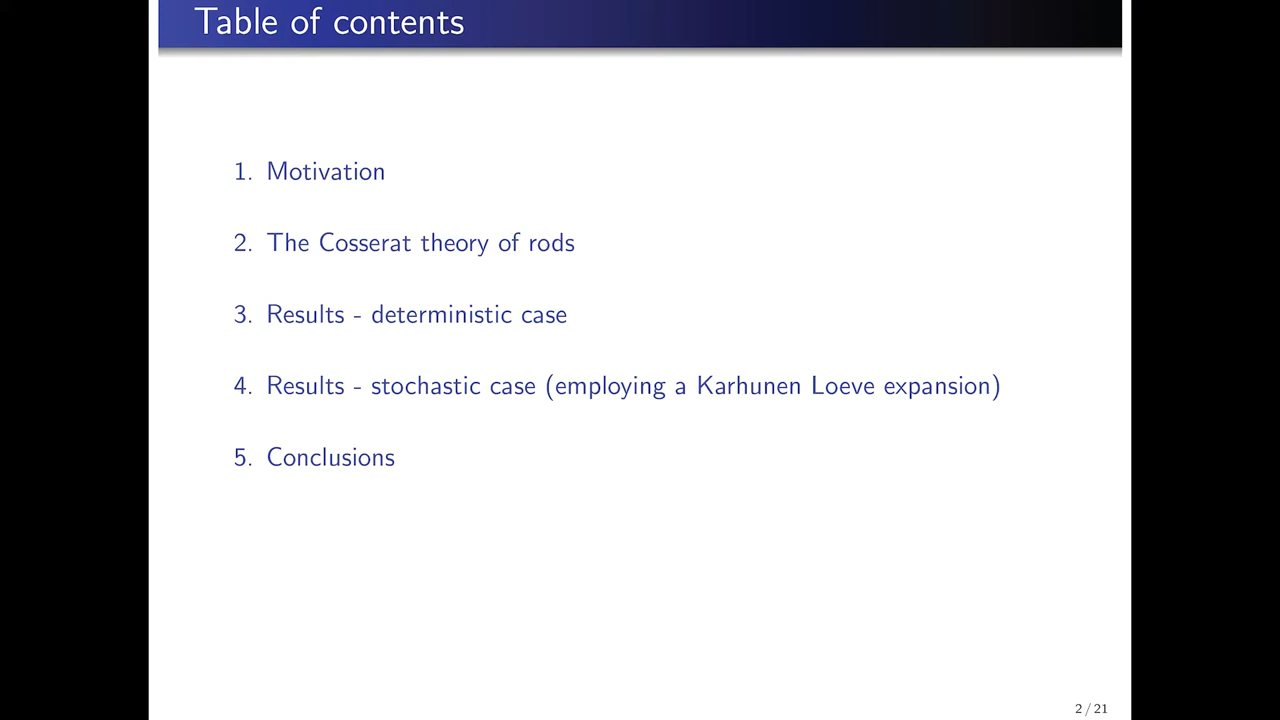 Table of contents
1. Motivation
2. The Cosserat theory of rods
3. Results - deterministic case
4. Results - stochastic case (employing a Karhunen Loeve expansion)
5. Conclusions
2 / 21